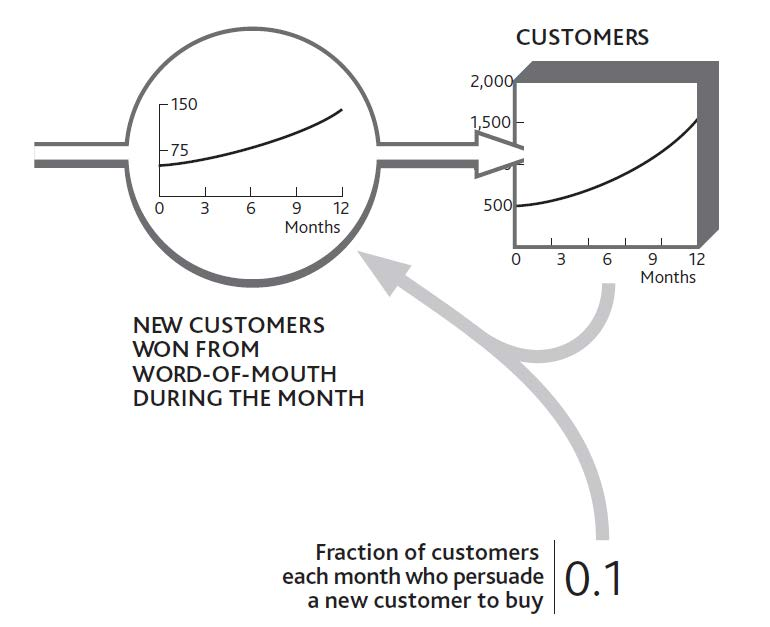 CUSTOMERS
2,000
1,500
500
0 3 6 9 12
Months
150
75
0 3 6 9 12
Months
NEW CUSTOMERS
WON FROM
WORD-OF-MOUTH
DURING THE MONTH
Fraction of customers
each month who persuade
a new customer to buy
0.1